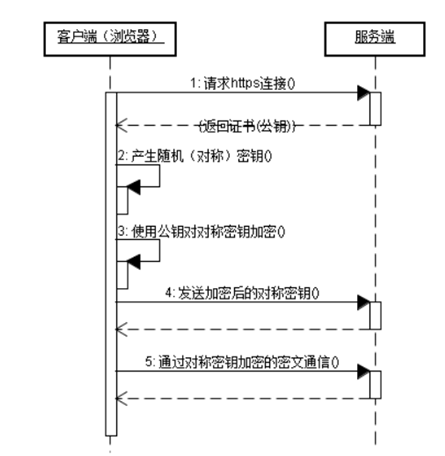 客户端（浏览器）
服务端
1: 请求https连接()
(返回证书(公钥))
2: 产生随机（对称）密钥()
3: 使用公钥对对称密钥加密()
4: 发送加密后的对称密钥()
5: 通过对称密钥加密的密文通信()